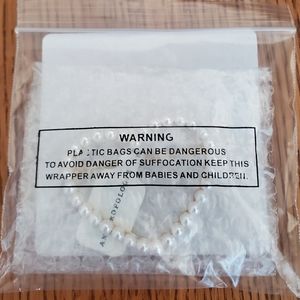 WARNING
PLASTIC BAGS CAN BE DANGEROUS
TO AVOID DANGER OF SUFFOCATION KEEP THIS
WRAPPER AWAY FROM BABIES AND CHILDREN.